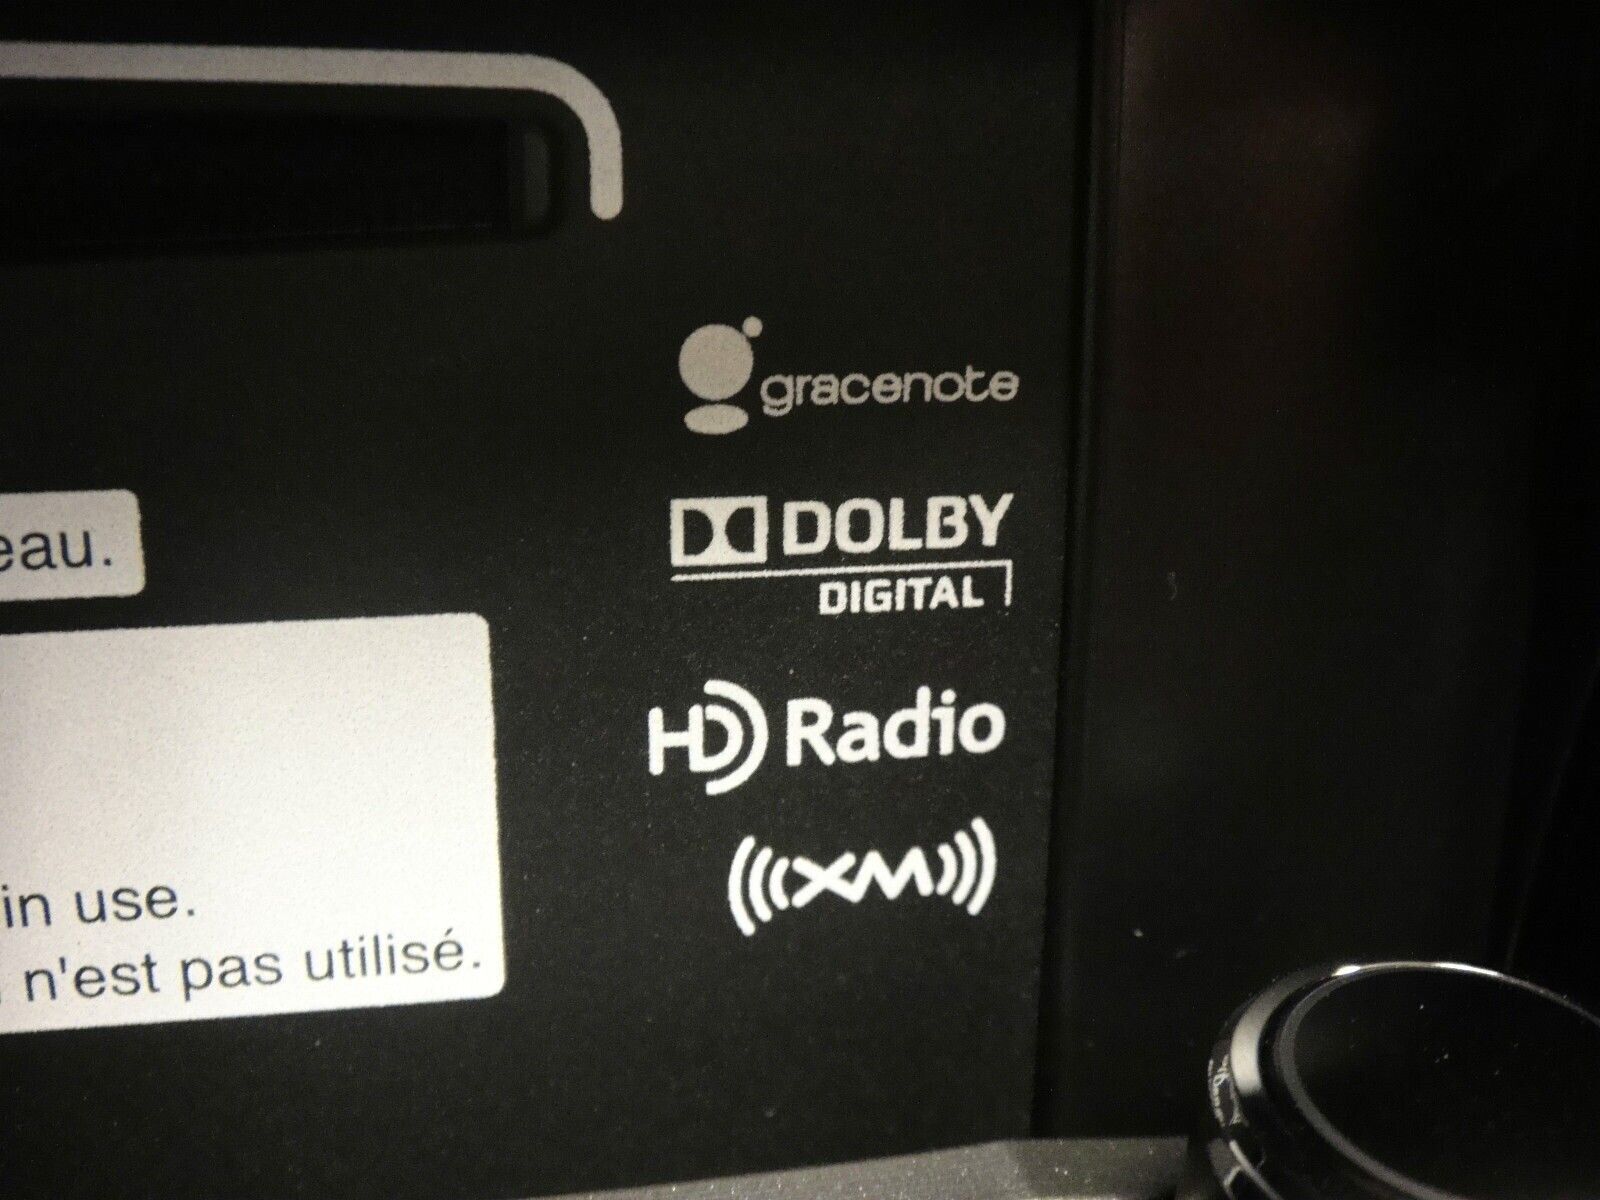 gracenote
DOLBY
DIGITAL
HD Radio
XM
eau.
in use.
n'est pas utilisé.